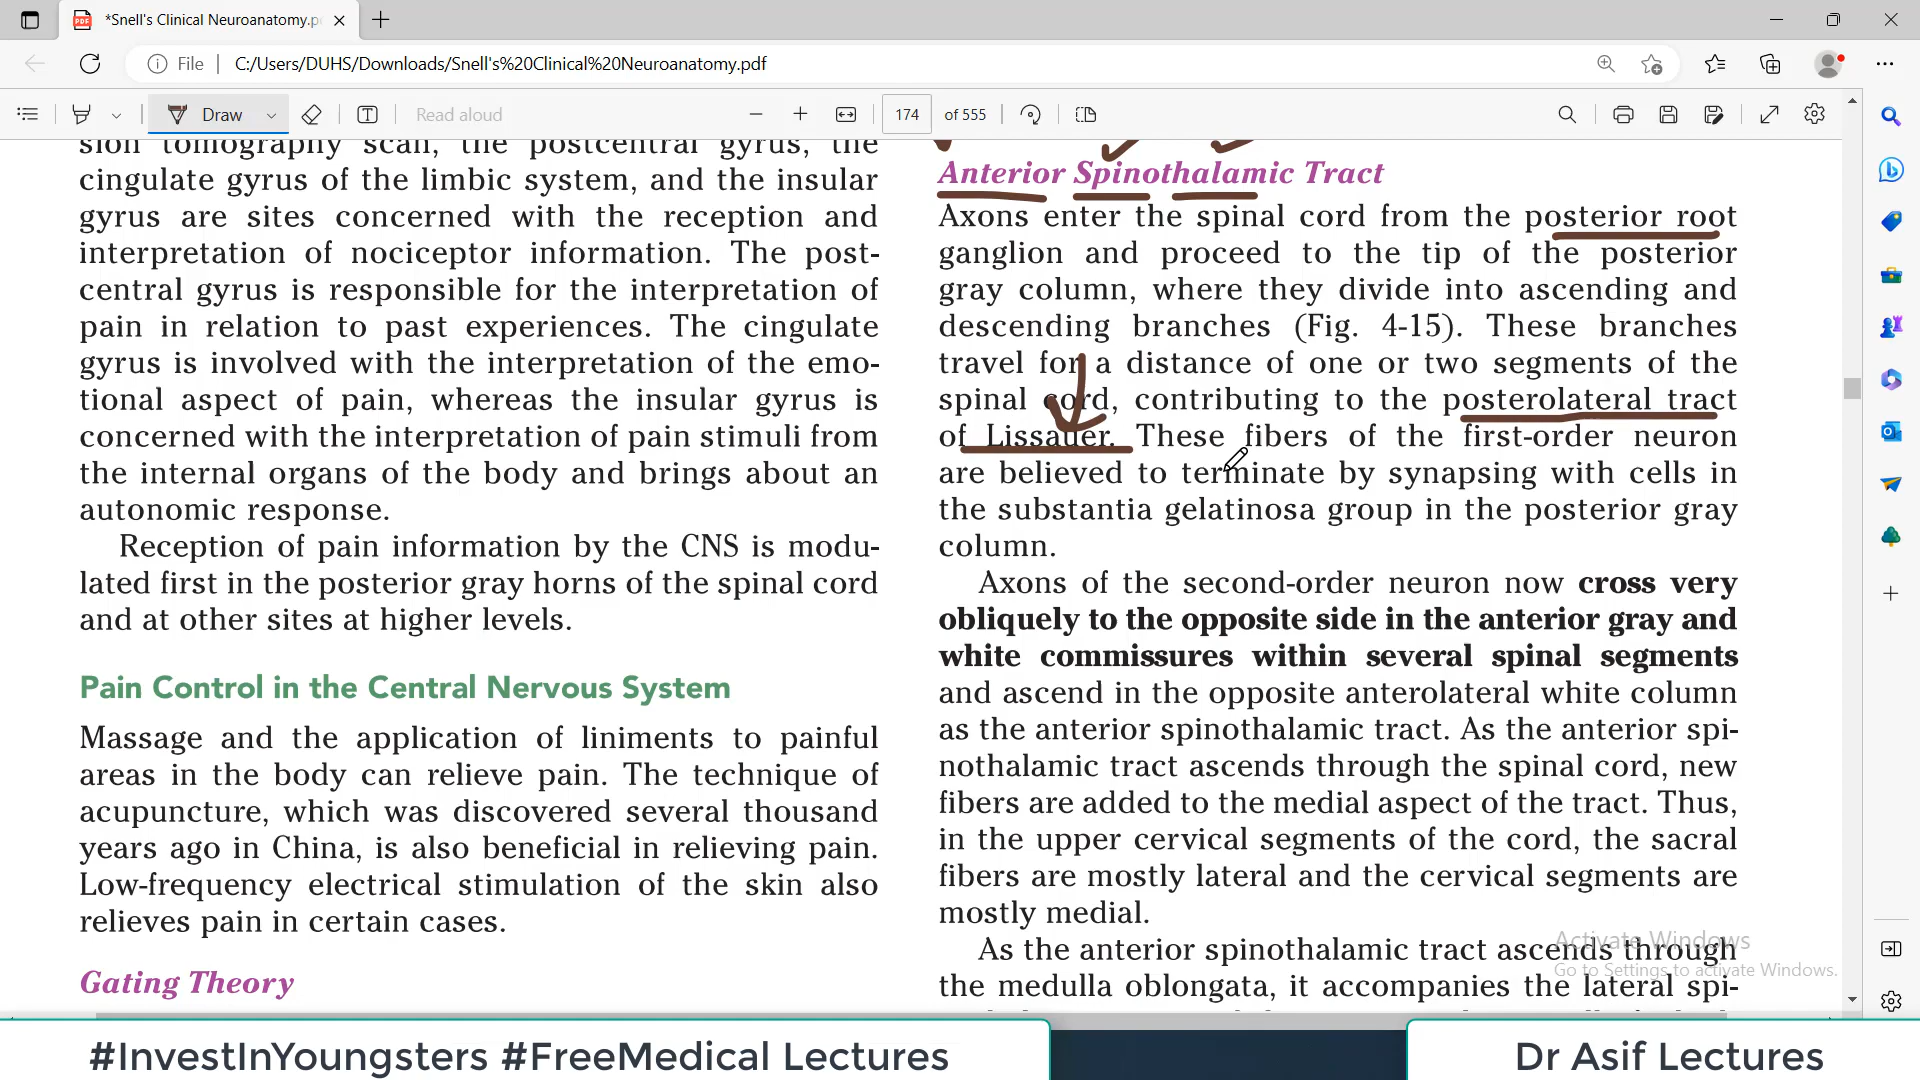 *Snell's Clinical Neuroanatomy.p
File
C:/Users/DUHS/Downloads/Snell's%20Clinical%20Neuroanatomy.pdf
Draw
Read aloud
174
of 555
sion tomography scan, the postcentral gyrus, the
cingulate gyrus of the limbic system, and the insular
gyrus are sites concerned with the reception and
interpretation of nociceptor information. The post-
central gyrus is responsible for the interpretation of
pain in relation to past experiences. The cingulate
gyrus is involved with the interpretation of the emo-
tional aspect of pain, whereas the insular gyrus is
concerned with the interpretation of pain stimuli from
the internal organs of the body and brings about an
autonomic response.
Reception of pain information by the CNS is modu-
lated first in the posterior gray horns of the spinal cord
and at other sites at higher levels.
Pain Control in the Central Nervous System
Massage and the application of liniments to painful
areas in the body can relieve pain. The technique of
acupuncture, which was discovered several thousand
years ago in China, is also beneficial in relieving pain.
Low-frequency electrical stimulation of the skin also
relieves pain in certain cases.
Gating Theory
Anterior Spinothalamic Tract
Axons enter the spinal cord from the posterior root
ganglion and proceed to the tip of the posterior
gray column, where they divide into ascending and
descending branches (Fig. 4-15). These branches
travel for a distance of one or two segments of the
spinal cord, contributing to the posterolateral tract
of Lissauer. These fibers of the first-order neuron
are believed to terminate by synapsing with cells in
the substantia gelatinosa group in the posterior gray
column.
Axons of the second-order neuron now cross very
obliquely to the opposite side in the anterior gray and
white commissures within several spinal segments
and ascend in the opposite anterolateral white column
as the anterior spinothalamic tract. As the anterior spi-
nothalamic tract ascends through the spinal cord, new
fibers are added to the medial aspect of the tract. Thus,
in the upper cervical segments of the cord, the sacral
fibers are mostly lateral and the cervical segments are
mostly medial.
As the anterior spinothalamic tract ascends through
the medulla oblongata, it accompanies the lateral spi-
Activate Windows
Go to Settings to activate Windows.
#InvestInYoungsters #FreeMedical Lectures
Dr Asif Lectures